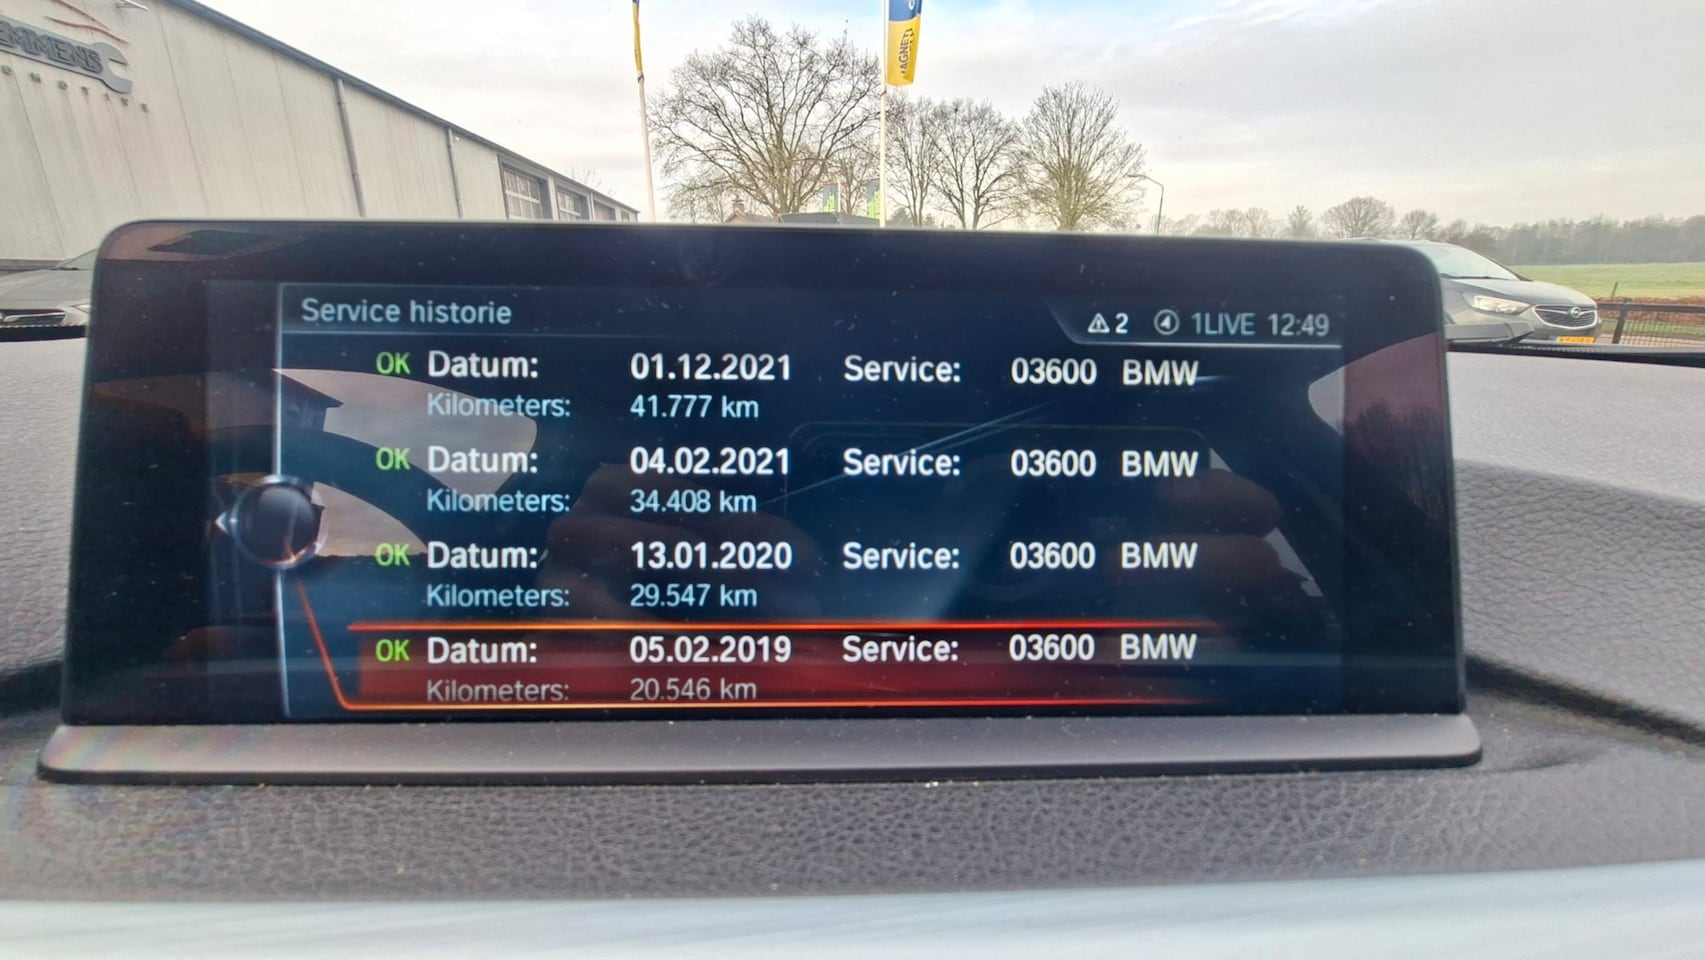 EMMENS
MAGNETI
Service historie
2 1LIVE 12:49
OK Datum: 01.12.2021 Service: 03600 BMW
Kilometers: 41.777 km
OK Datum: 04.02.2021 Service: 03600 BMW
Kilometers: 34.408 km
OK Datum: 13.01.2020 Service: 03600 BMW
Kilometers: 29.547 km
OK Datum: 05.02.2019 Service: 03600 BMW
Kilometers: 20.546 km